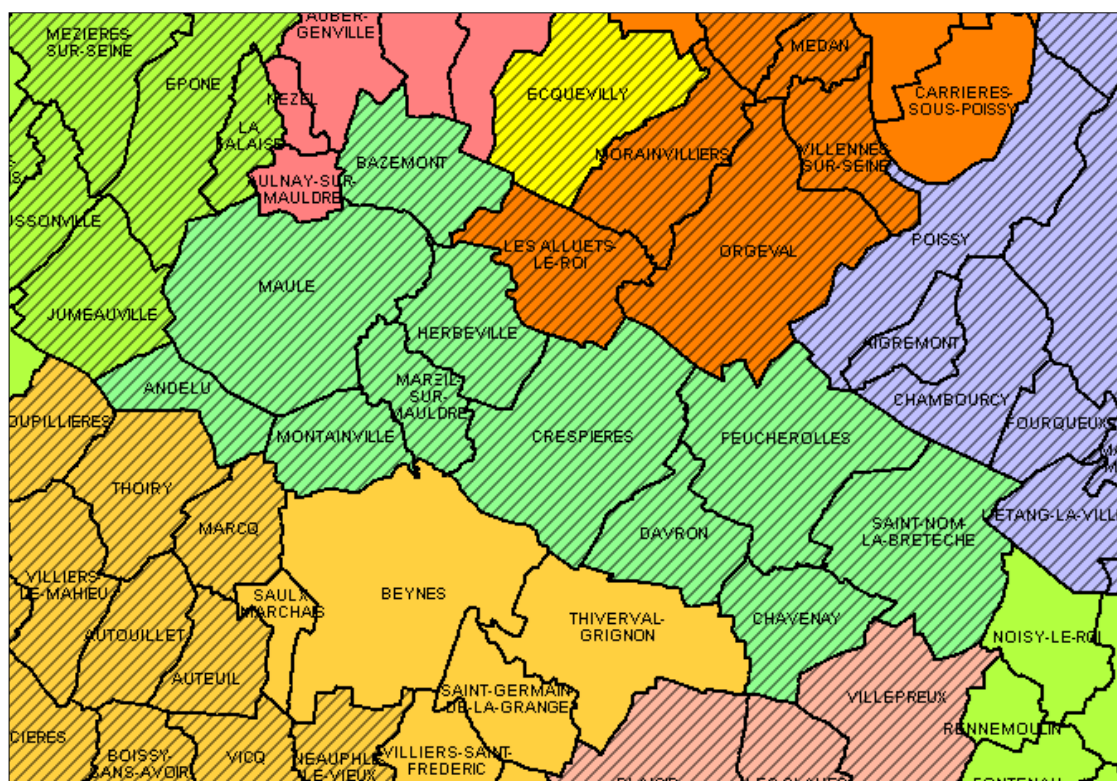 AUBER-
GENVILLE
MEZIERES-
SUR-SEINE
EPONE
MEDAN
ECQUEVILLY
CARRIERES-
SOUS-POISSY
NEZEL
LA
FALAISE
BAZEMONT
MORAINVILLIERS
VILLENNES-
SUR-SEINE
AULNAY-SUR-
MAULDRE
LES ALLUETS-
LE-ROI
ORGEVAL
POISSY
MAULE
JUMEAUVILLE
HERBEVILLE
AIGREMONT
ANDELU
MAREIL-
SUR-
MAULDRE
CHAMBOURCY
FOURQUEUX
MONTAINVILLE
CRESPIERES
FEUCHEROLLES
THOIRY
MARCQ
DAVRON
SAINT-NOM-
LA-BRETECHE
VILLIERS-
LE-MAHIEU
SAULX
MARCHAIS
BEYNES
THIVERVAL-
GRIGNON
CHAVENAY
NOISY-LE-ROI
AUTOUILLET
AUTEUIL
SAINT-GERMAIN
DE-LA-GRANGE
VILLEPREUX
RENNEMOULIN
BOISSY-
SANS-AVOIR
VICQ
NEAUPHLE
LE-VIEUX
VILLIERS-SAINT-
FREDERIC